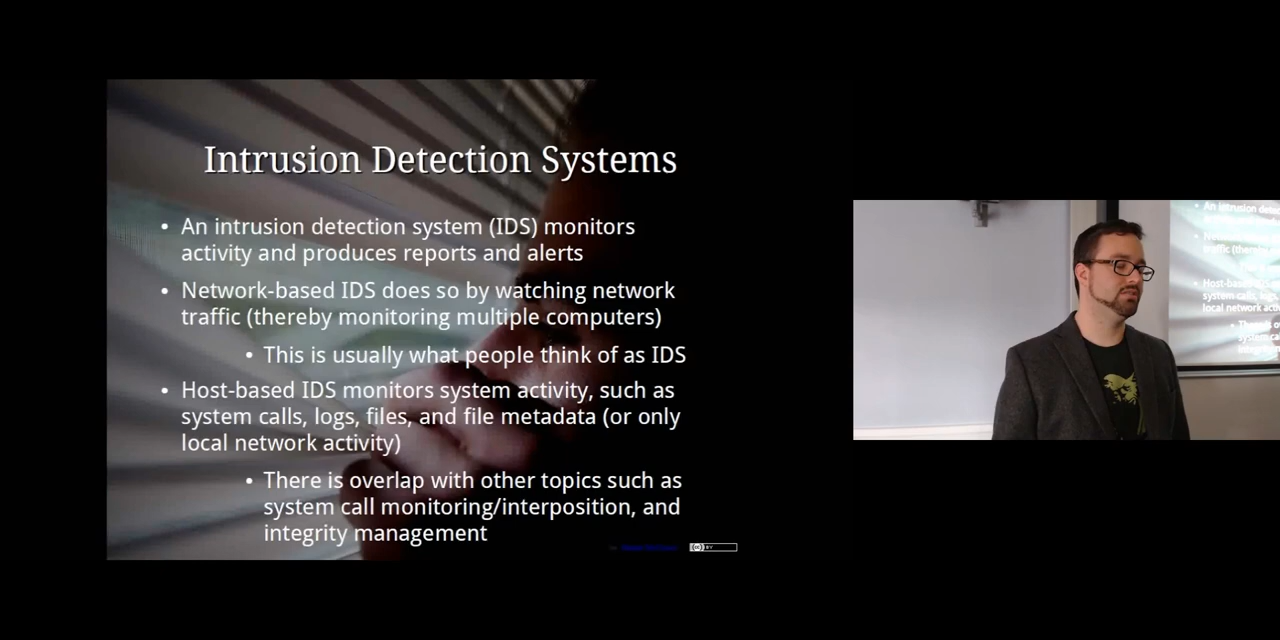 Intrusion Detection Systems
• An intrusion detection system (IDS) monitors
activity and produces reports and alerts
• Network-based IDS does so by watching network
traffic (thereby monitoring multiple computers)
• This is usually what people think of as IDS
• Host-based IDS monitors system activity, such as
system calls, logs, files, and file metadata (or only
local network activity)
• There is overlap with other topics such as
system call monitoring/interposition, and
integrity management
BY